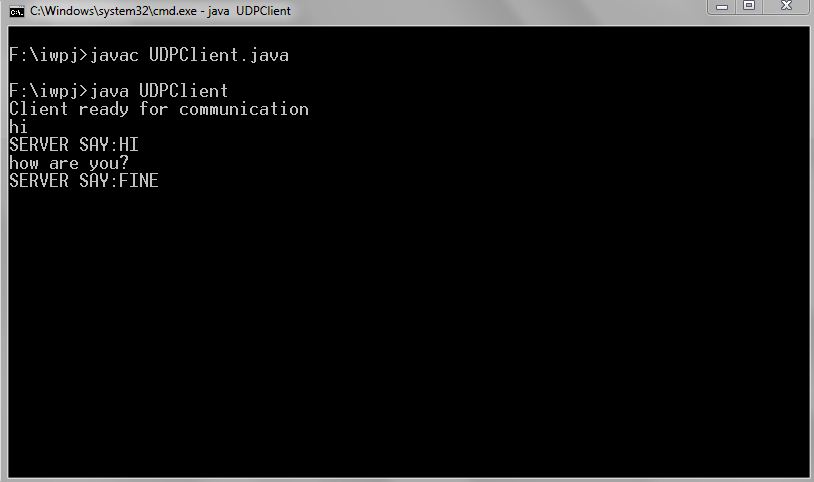 C:\Windows\system32\cmd.exe - java  UDPClient
F:\iwpj>javac UDPClient.java
F:\iwpj>java UDPClient
Client ready for communication
hi
SERVER SAY:HI
how are you?
SERVER SAY:FINE